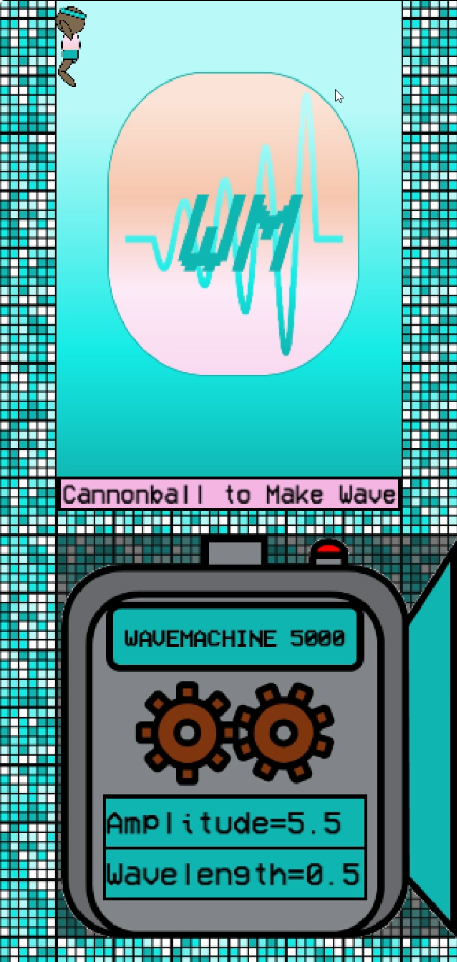 WM
Cannonball to Make Wave
WAVEMACHINE 5000
Amplitude=5.5
Wavelength=0.5